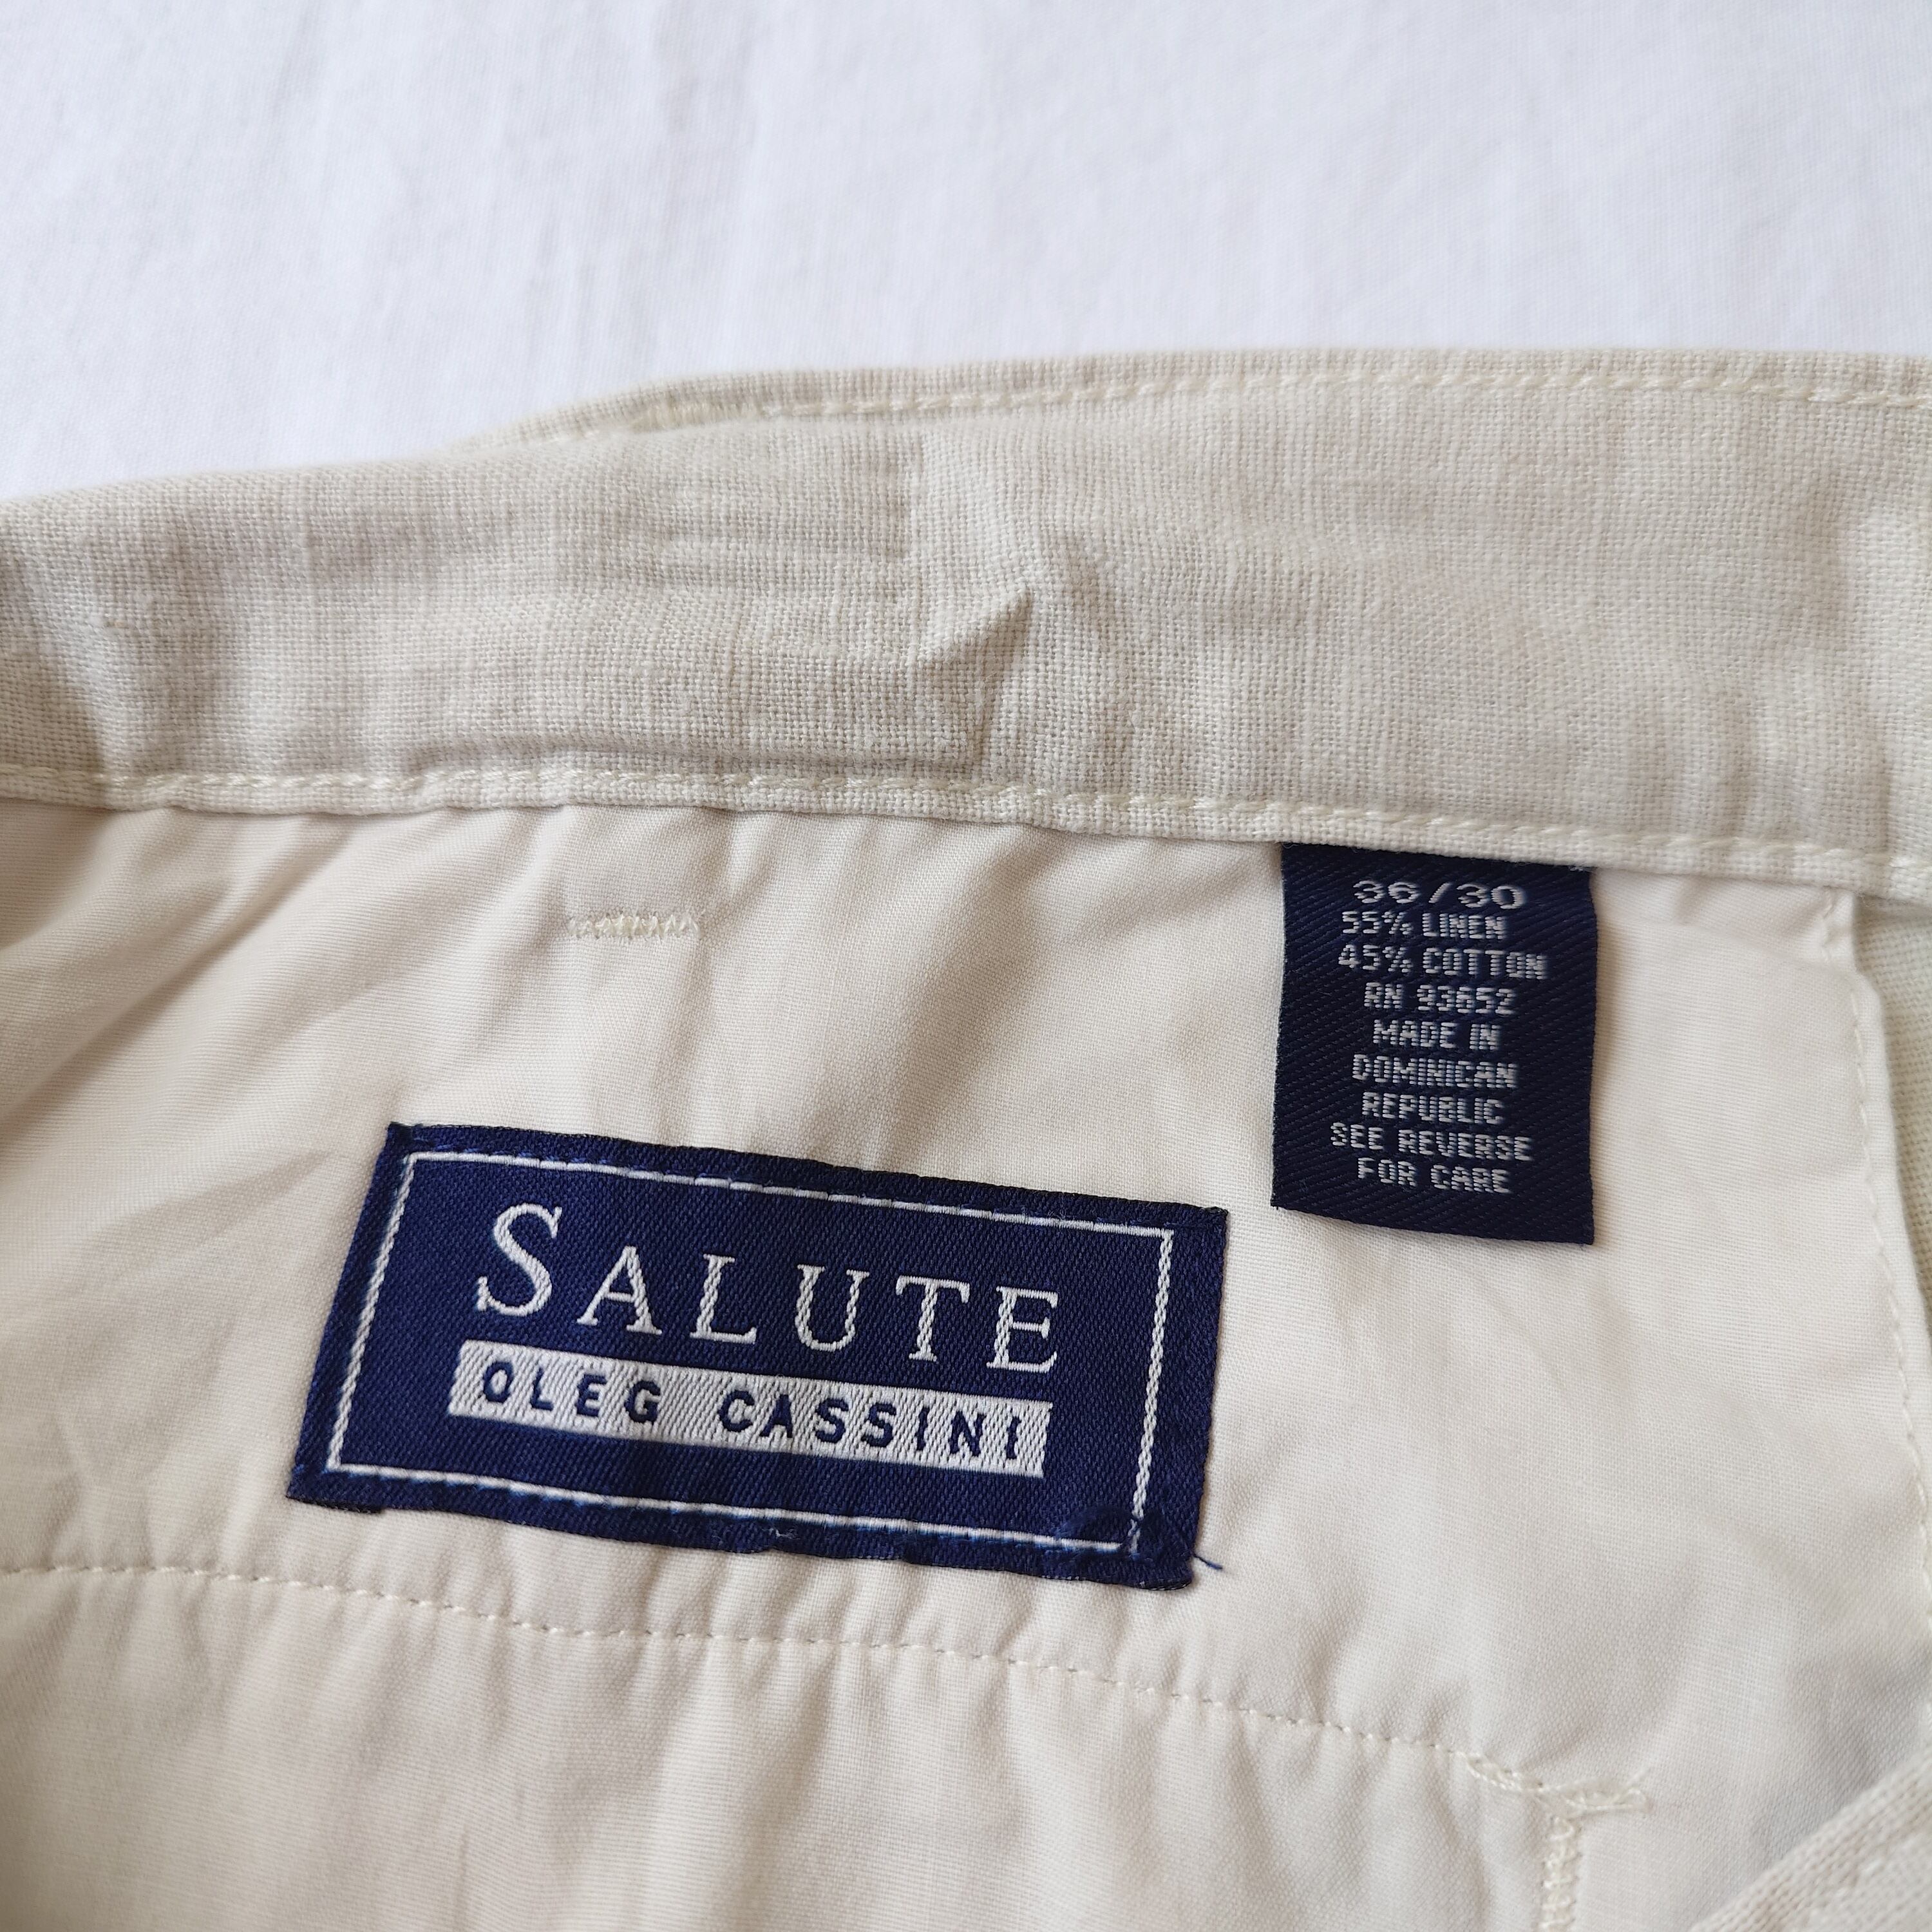 36/30
55% LINEN
45% COTTON
RN 93652
MADE IN
DOMINICAN
REPUBLIC
SEE REVERSE
FOR CARE
SALUTE
OLEG CASSINI